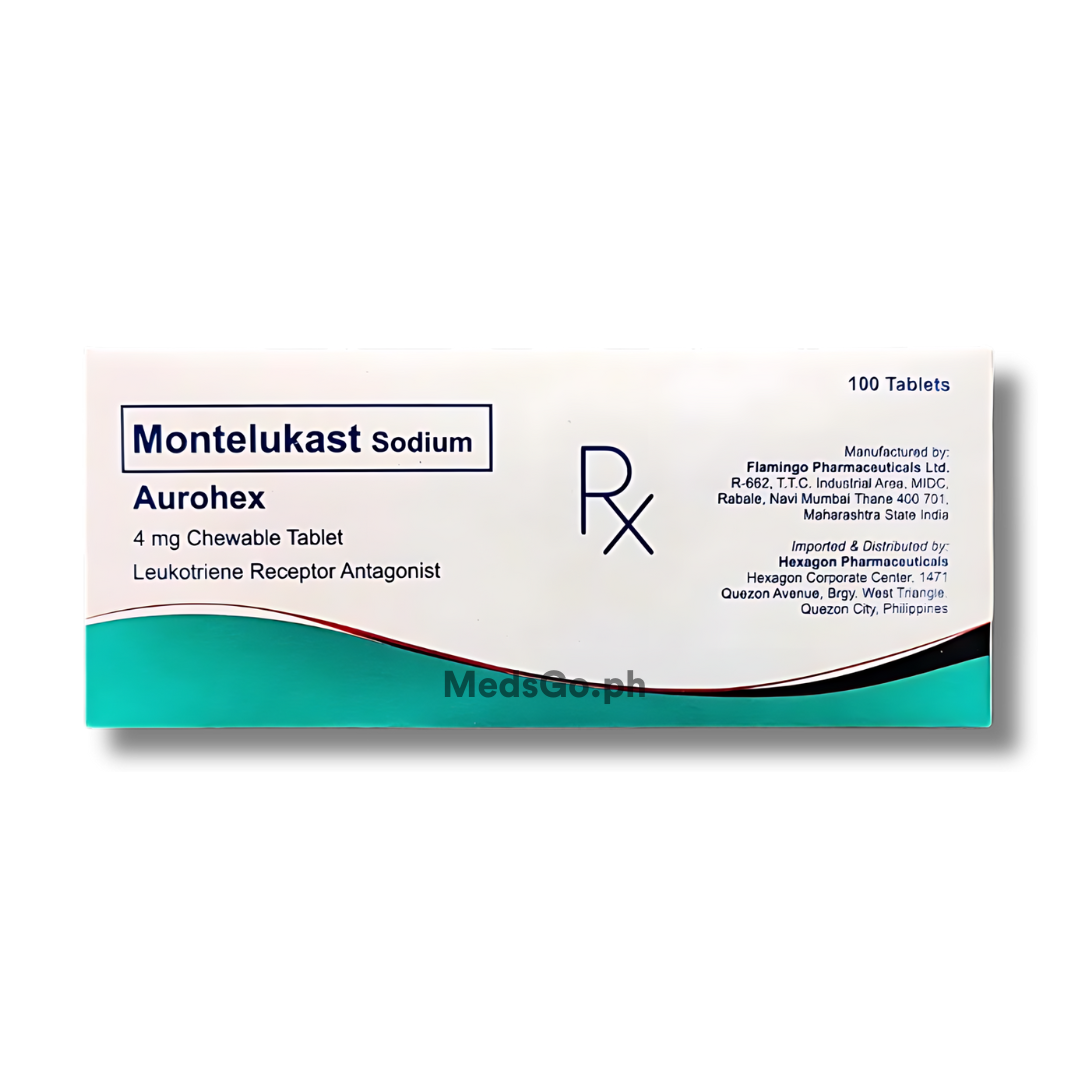 100 Tablets
Montelukast Sodium
Aurohex
4 mg Chewable Tablet
Leukotriene Receptor Antagonist
Rx
Manufactured by:
Flamingo Pharmaceuticals Ltd.
R-662, T.T.C. Industrial Area, MIDC,
Rabale, Navi Mumbai Thane 400 701,
Maharashtra State India
Imported & Distributed by:
Hexagon Pharmaceuticals
Hexagon Corporate Center. 1471
Quezon Avenue, Brgy. West Triangle.
Quezon City, Philippines
MedsGo.ph